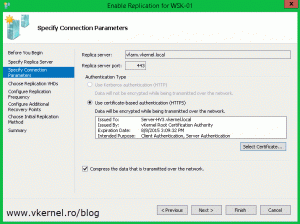 Enable Replication for WSK-01
Specify Connection Parameters
Before You Begin
Specify Replica Server
Specify Connection Parameters
Choose Replication VHDs
Configure Replication Frequency
Configure Additional Recovery Points
Choose Initial Replication Method
Summary
Replica server:
Replica server port: 443
Authentication Type
Use Kerberos authentication (HTTP)
Data will not be encrypted while being transmitted over the network.
Use certificate-based authentication (HTTPS)
Data will be encrypted while being transmitted over the network.
Issued To: Server-HV3.vkernel.local
Issued By: vKernel Root Certification Authority
Expiration Date: 8/9/2015 2:09:32 PM
Intended Purpose: Client Authentication, Server Authentication
Select Certificate...
Compress the data that is transmitted over the network.
< Previous
Next >
Finish
Cancel
www.vkernel.ro/blog